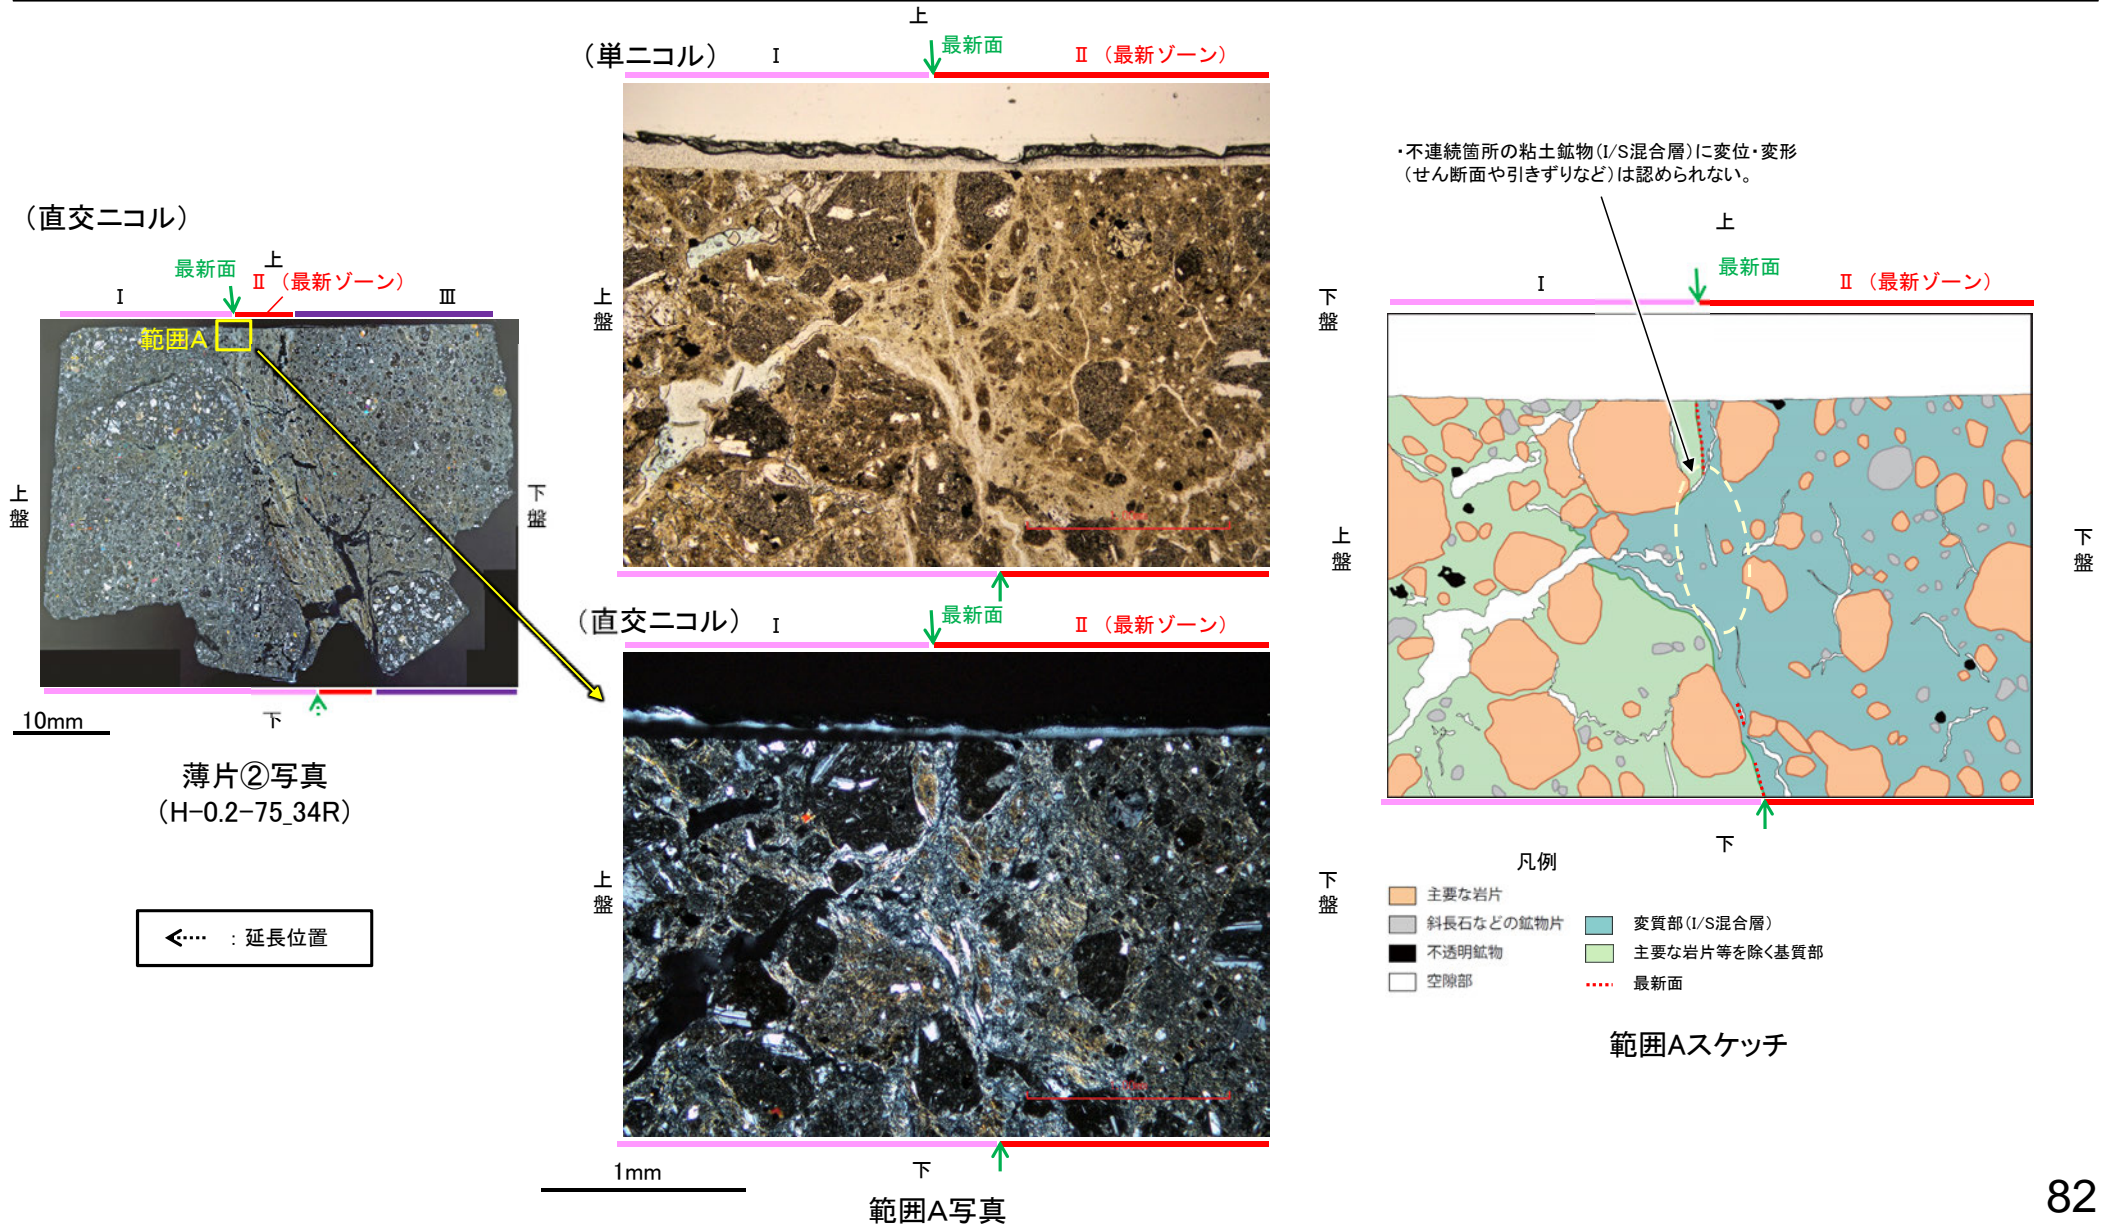 (直交ニコル)
最新面
上
Ⅱ (最新ゾーン)
Ⅰ
Ⅲ
範囲A
上盤
下盤
10mm
下
薄片②写真
(H-0.2-75_34R)
:延長位置
上
(単ニコル)
Ⅰ
最新面
Ⅱ (最新ゾーン)
上盤
下盤
(直交ニコル)
Ⅰ
最新面
Ⅱ (最新ゾーン)
上盤
下盤
1mm
下
範囲A写真
・不連続箇所の粘土鉱物(I/S混合層)に変位・変形
(せん断面や引きずりなど)は認められない。
上
最新面
Ⅰ
Ⅱ (最新ゾーン)
上盤
下盤
下
凡例
主要な岩片
斜長石などの鉱物片
不透明鉱物
空隙部
変質部(I/S混合層)
主要な岩片等を除く基質部
最新面
範囲Aスケッチ
82